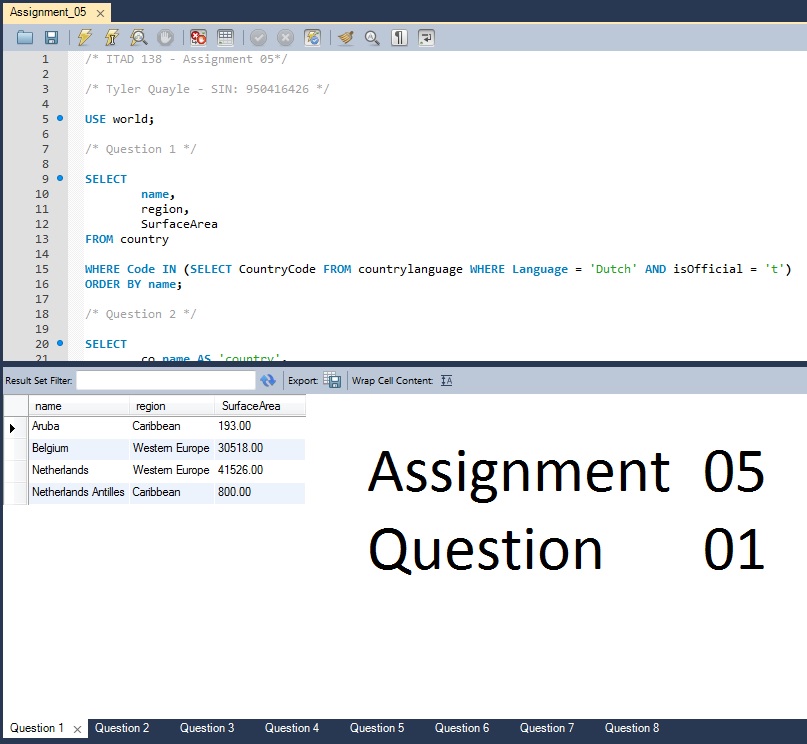 Assignment_05
1 /* ITAD 138 - Assignment 05*/
2
3 /* Tyler Quayle - SIN: 950416426 */
4
5 USE world;
6
7 /* Question 1 */
8
9 SELECT
10 name,
11 region,
12 SurfaceArea
13 FROM country
14
15 WHERE Code IN (SELECT CountryCode FROM countrylanguage WHERE Language = 'Dutch' AND isOfficial = 't')
16 ORDER BY name;
17
18 /* Question 2 */
19
20 SELECT
21 co.name AS 'country',
Result Set Filter: Export: Wrap Cell Content:
name region SurfaceArea
Aruba Caribbean 193.00
Belgium Western Europe 30518.00
Netherlands Western Europe 41526.00
Netherlands Antilles Caribbean 800.00
Assignment 05
Question 01
Question 1 Question 2 Question 3 Question 4 Question 5 Question 6 Question 7 Question 8